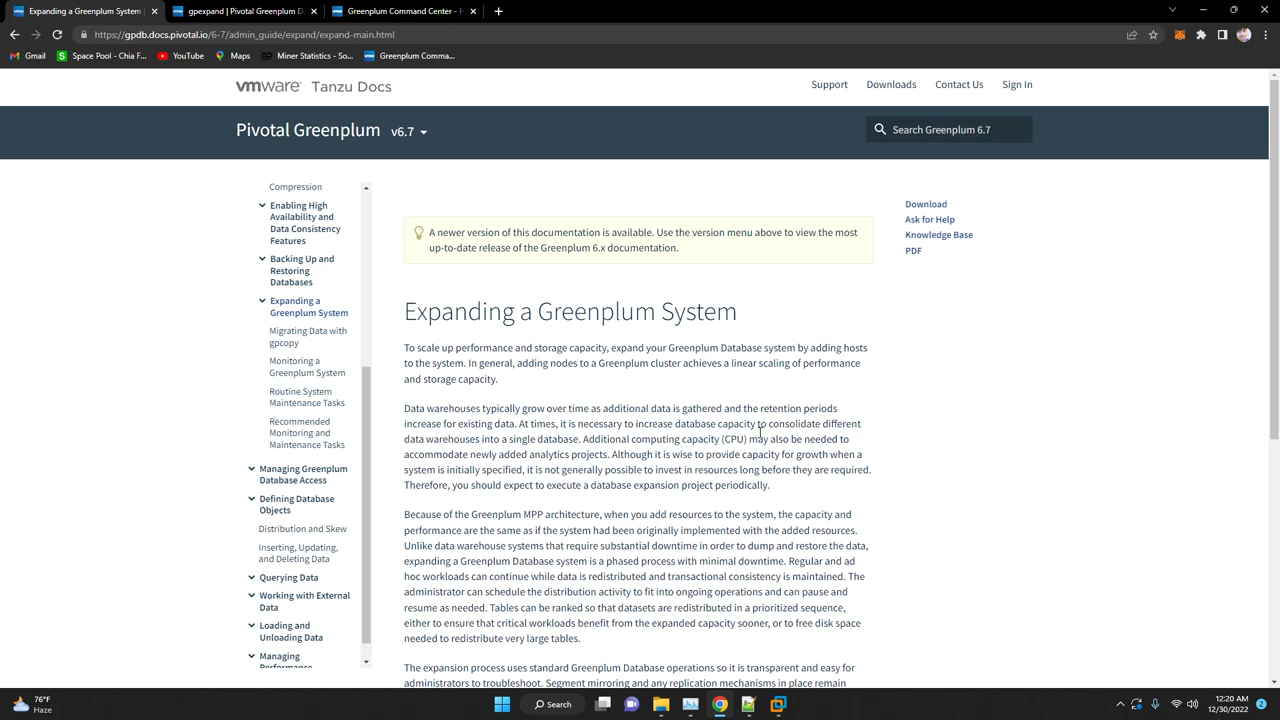 Greenplum Expanding a Greenplum System |
gpexpand | Pivotal Greenplum D
Greenplum Command Center - H
https://gpdb.docs.pivotal.io/6-7/admin_guide/expand/expand-main.html
Gmail
Space Pool - Chia F...
YouTube
Maps
Miner Statistics - So...
Greenplum Comma...
vmware Tanzu Docs
Support
Downloads
Contact Us
Sign In
Pivotal Greenplum v6.7
Search Greenplum 6.7
Compression
Enabling High
Availability and
Data Consistency
Features
Backing Up and
Restoring
Databases
Expanding a
Greenplum System
Migrating Data with
gpcopy
Monitoring a
Greenplum System
Routine System
Maintenance Tasks
Recommended
Monitoring and
Maintenance Tasks
Managing Greenplum
Database Access
Defining Database
Objects
Distribution and Skew
Inserting, Updating,
and Deleting Data
Querying Data
Working with External
Data
Loading and
Unloading Data
Managing
Performance
A newer version of this documentation is available. Use the version menu above to view the most
up-to-date release of the Greenplum 6.x documentation.
Expanding a Greenplum System
To scale up performance and storage capacity, expand your Greenplum Database system by adding hosts
to the system. In general, adding nodes to a Greenplum cluster achieves a linear scaling of performance
and storage capacity.
Data warehouses typically grow over time as additional data is gathered and the retention periods
increase for existing data. At times, it is necessary to increase database capacity to consolidate different
data warehouses into a single database. Additional computing capacity (CPU) may also be needed to
accommodate newly added analytics projects. Although it is wise to provide capacity for growth when a
system is initially specified, it is not generally possible to invest in resources long before they are required.
Therefore, you should expect to execute a database expansion project periodically.
Because of the Greenplum MPP architecture, when you add resources to the system, the capacity and
performance are the same as if the system had been originally implemented with the added resources.
Unlike data warehouse systems that require substantial downtime in order to dump and restore the data,
expanding a Greenplum Database system is a phased process with minimal downtime. Regular and ad
hoc workloads can continue while data is redistributed and transactional consistency is maintained. The
administrator can schedule the distribution activity to fit into ongoing operations and can pause and
resume as needed. Tables can be ranked so that datasets are redistributed in a prioritized sequence,
either to ensure that critical workloads benefit from the expanded capacity sooner, or to free disk space
needed to redistribute very large tables.
The expansion process uses standard Greenplum Database operations so it is transparent and easy for
administrators to troubleshoot. Segment mirroring and any replication mechanisms in place remain
Download
Ask for Help
Knowledge Base
PDF
76°F
Haze
Search
12:20 AM
12/30/2022
2